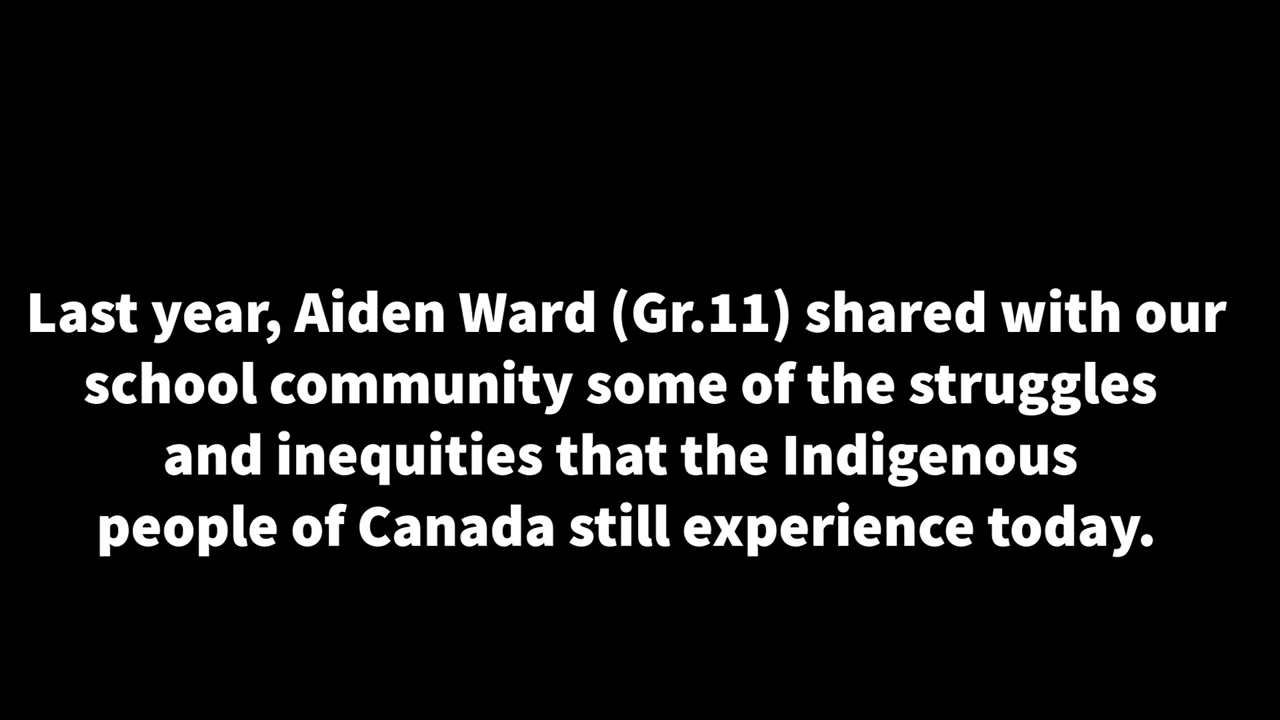 Last year, Aiden Ward (Gr.11) shared with our
school community some of the struggles
and inequities that the Indigenous
people of Canada still experience today.